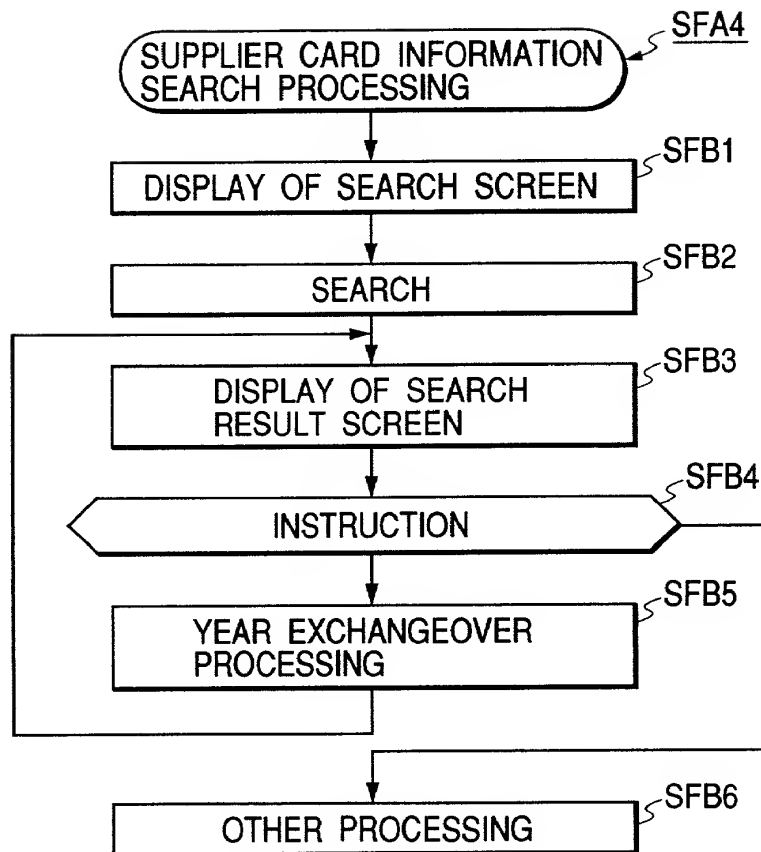 SUPPLIER CARD INFORMATION
SEARCH PROCESSING
SFA4
SFB1
DISPLAY OF SEARCH SCREEN
SFB2
SEARCH
SFB3
DISPLAY OF SEARCH
RESULT SCREEN
SFB4
INSTRUCTION
SFB5
YEAR EXCHANGEOVER
PROCESSING
SFB6
OTHER PROCESSING